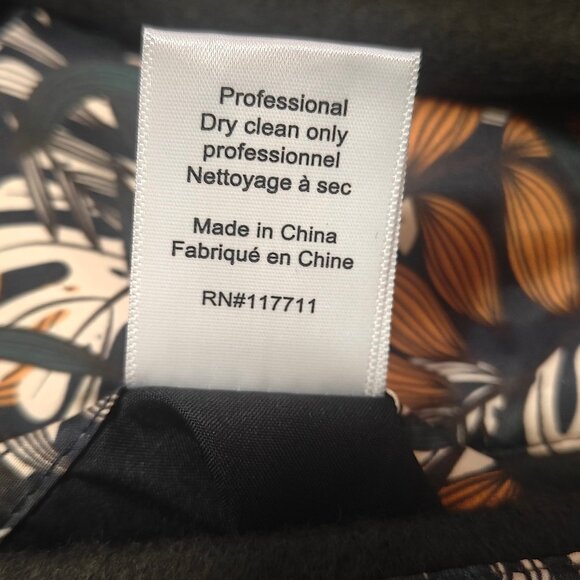 Professional
Dry clean only
professionnel
Nettoyage à sec
Made in China
Fabriqué en Chine
RN#117711